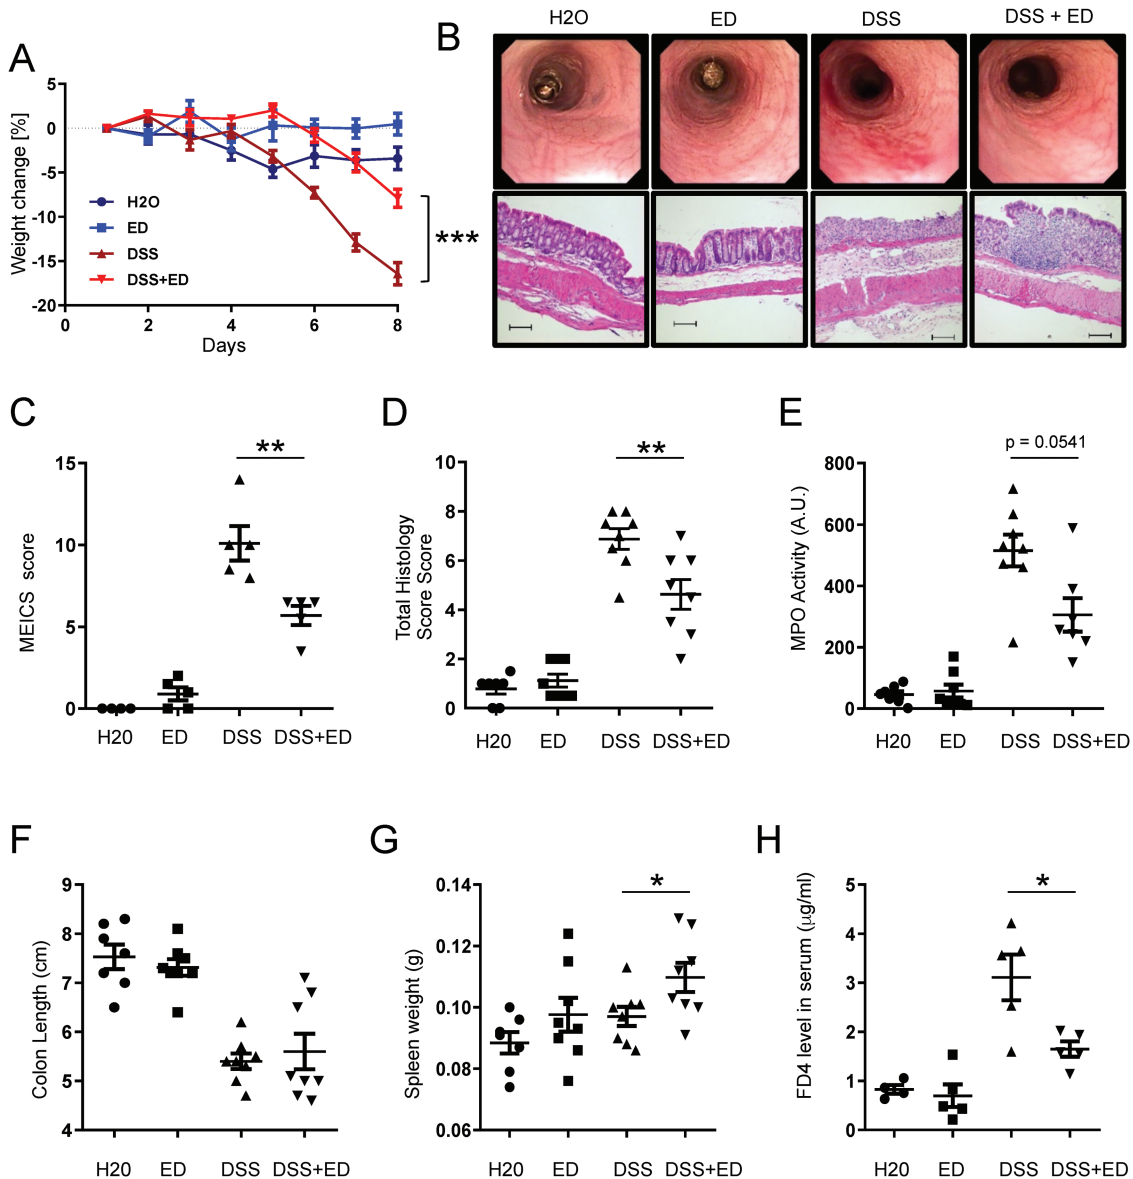 A
Weight change [%]
5
0
-5
-10
-15
-20
0
2
4
6
8
Days
H2O
ED
DSS
DSS+ED
***
B
H2O
ED
DSS
DSS + ED
C
MEICS score
15
10
5
0
**
H20
ED
DSS
DSS+ED
D
Total Histology
Score Score
10
8
6
4
2
0
**
H20
ED
DSS
DSS+ED
E
MPO Activity (A.U.)
800
600
400
200
0
p = 0.0541
H20
ED
DSS
DSS+ED
F
Colon Length (cm)
9
8
7
6
5
4
H20
ED
DSS
DSS+ED
G
Spleen weight (g)
0.14
0.12
0.10
0.08
0.06
*
H20
ED
DSS
DSS+ED
H
FD4 level in serum (μg/ml)
5
4
3
2
1
0
*
H20
ED
DSS
DSS+ED